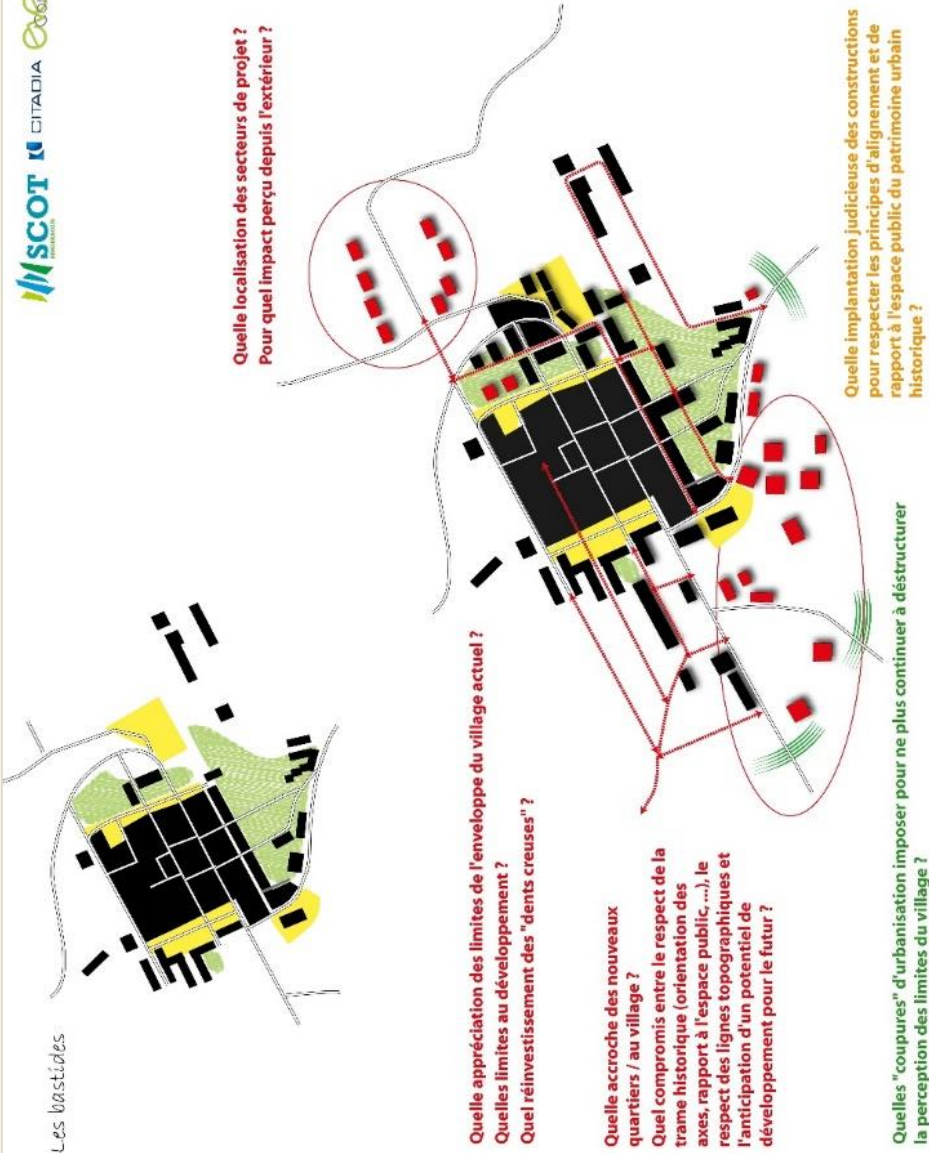 Les bastides
SCOT
CITADIA
Quelle localisation des secteurs de projet ?
Pour quel impact perçu depuis l'extérieur ?
Quelle appréciation des limites de l'enveloppe du village actuel ?
Quelles limites au développement ?
Quel réinvestissement des "dents creuses" ?
Quelle accroche des nouveaux
quartiers / au village ?
Quel compromis entre le respect de la
trame historique (orientation des
axes, rapport à l'espace public, ...), le
respect des lignes topographiques et
l'anticipation d'un potentiel de
développement pour le futur ?
Quelle implantation judicieuse des constructions
pour respecter les principes d'alignement et de
rapport à l'espace public du patrimoine urbain
historique ?
Quelles "coupures" d'urbanisation imposer pour ne plus continuer à déstructurer
la perception des limites du village ?